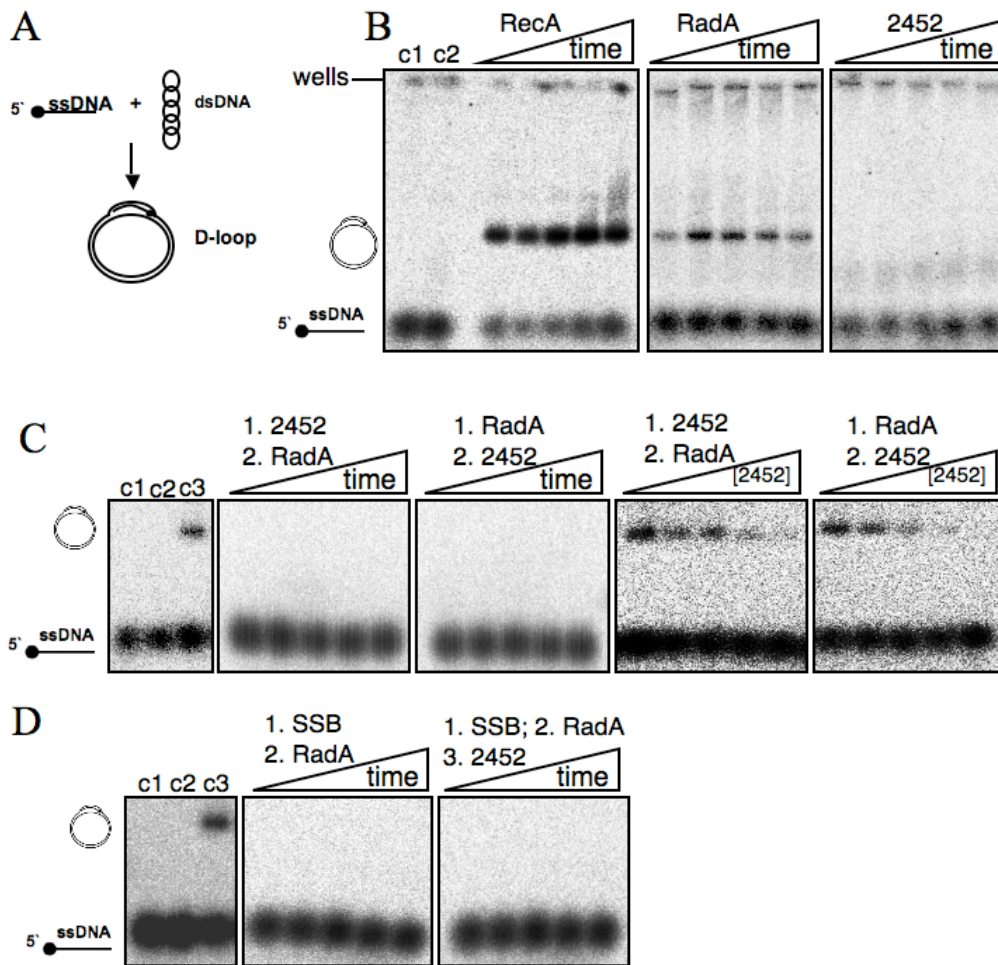 A
5` ssDNA + dsDNA
D-loop
B
RecA RadA 2452
c1 c2 time time time
wells
5` ssDNA
C
1. 2452 1. RadA 1. 2452 1. RadA
2. RadA 2. 2452 2. RadA 2. 2452
c1 c2 c3 time time [2452] [2452]
5` ssDNA
D
1. SSB 1. SSB; 2. RadA
2. RadA 3. 2452
c1 c2 c3 time time
5` ssDNA